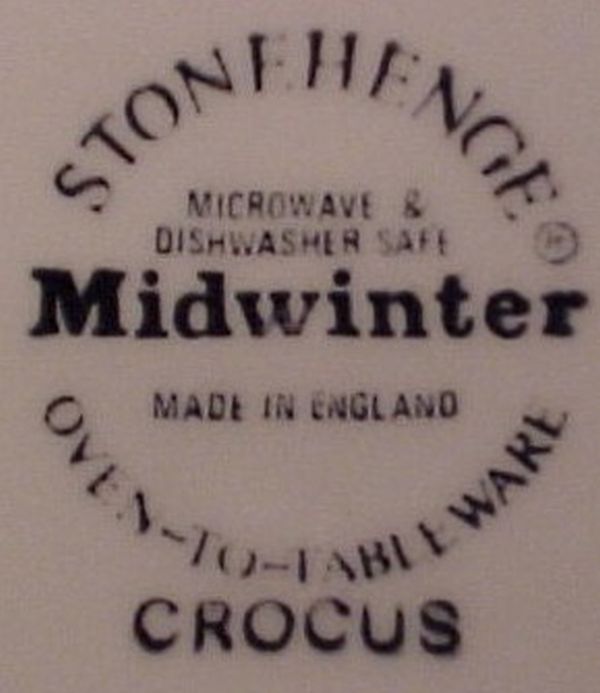 STONEHENGE ®
MICROWAVE &
DISHWASHER SAFE
Midwinter
MADE IN ENGLAND
OVEN-TO-TABLEWARE
CROCUS